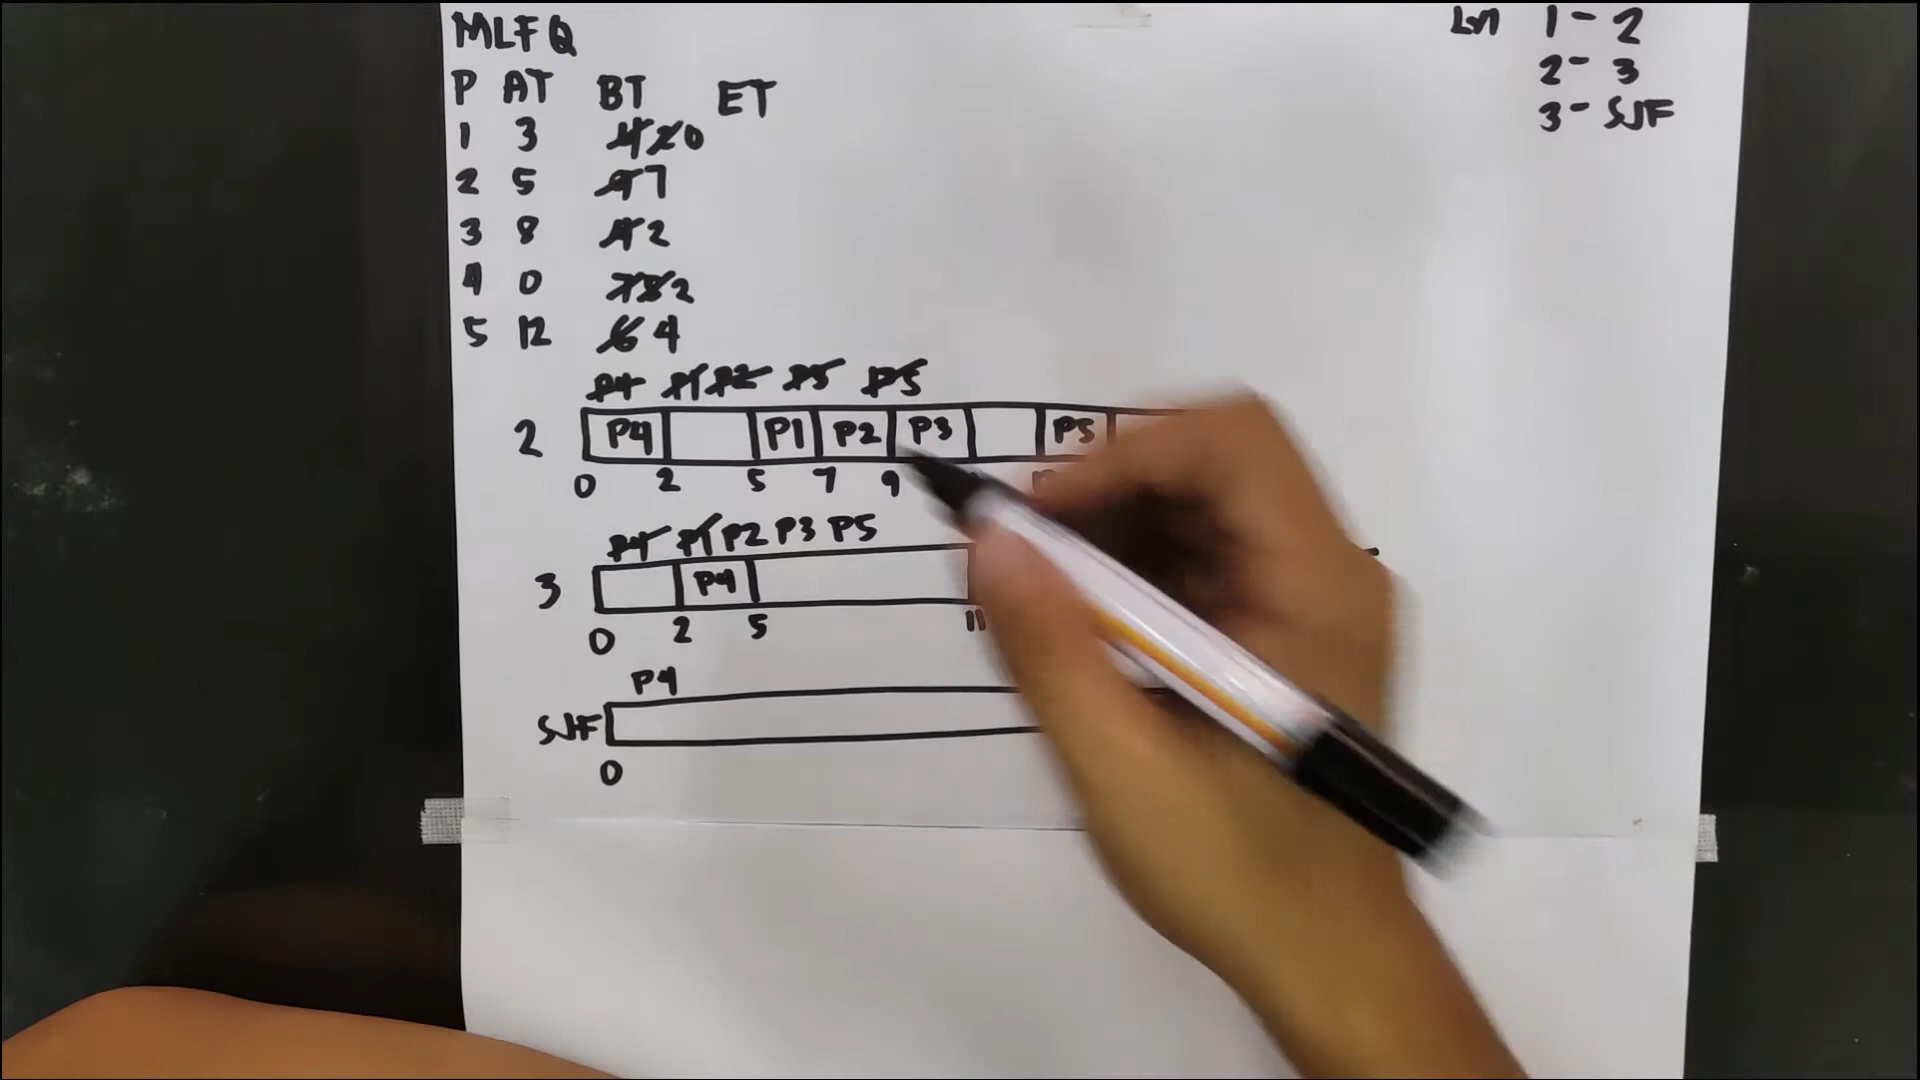 MLFQ
Lvl 1 - 2
2 - 3
3 - SJF
P AT BT ET
1 3 4 2 0
2 5 9 7
3 8 4 2
4 0 7 5 2
5 12 6 4
P4 P1 P2 P3 P5
2 P4 P1 P2 P3 P5
0 2 5 7 9
P4 P1 P2 P3 P5
3 P4
0 2 5 11
P4
SJF
0